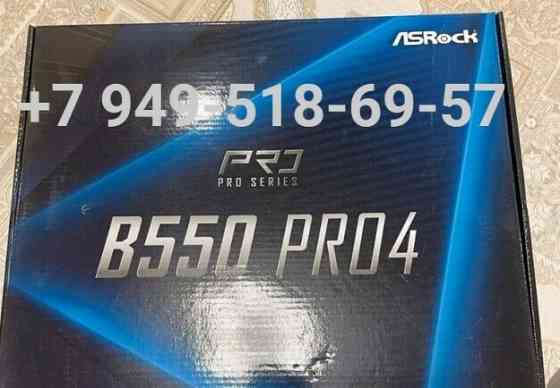 ASRock
+7 949-518-69-57
PRO
PRO SERIES
B550 PRO4